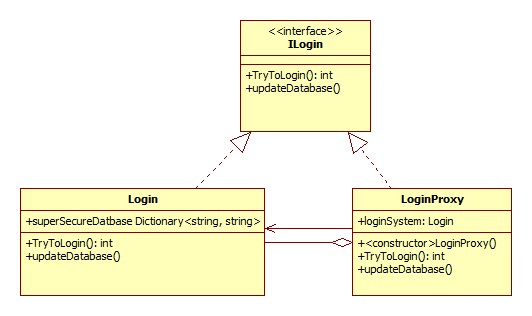 <<interface>>
ILogin
+TryToLogin(): int
+updateDatabase()
Login
+superSecureDatbase Dictionary<string, string>
+TryToLogin(): int
+updateDatabase()
LoginProxy
+loginSystem: Login
+<constructor>LoginProxy()
+TryToLogin(): int
+updateDatabase()